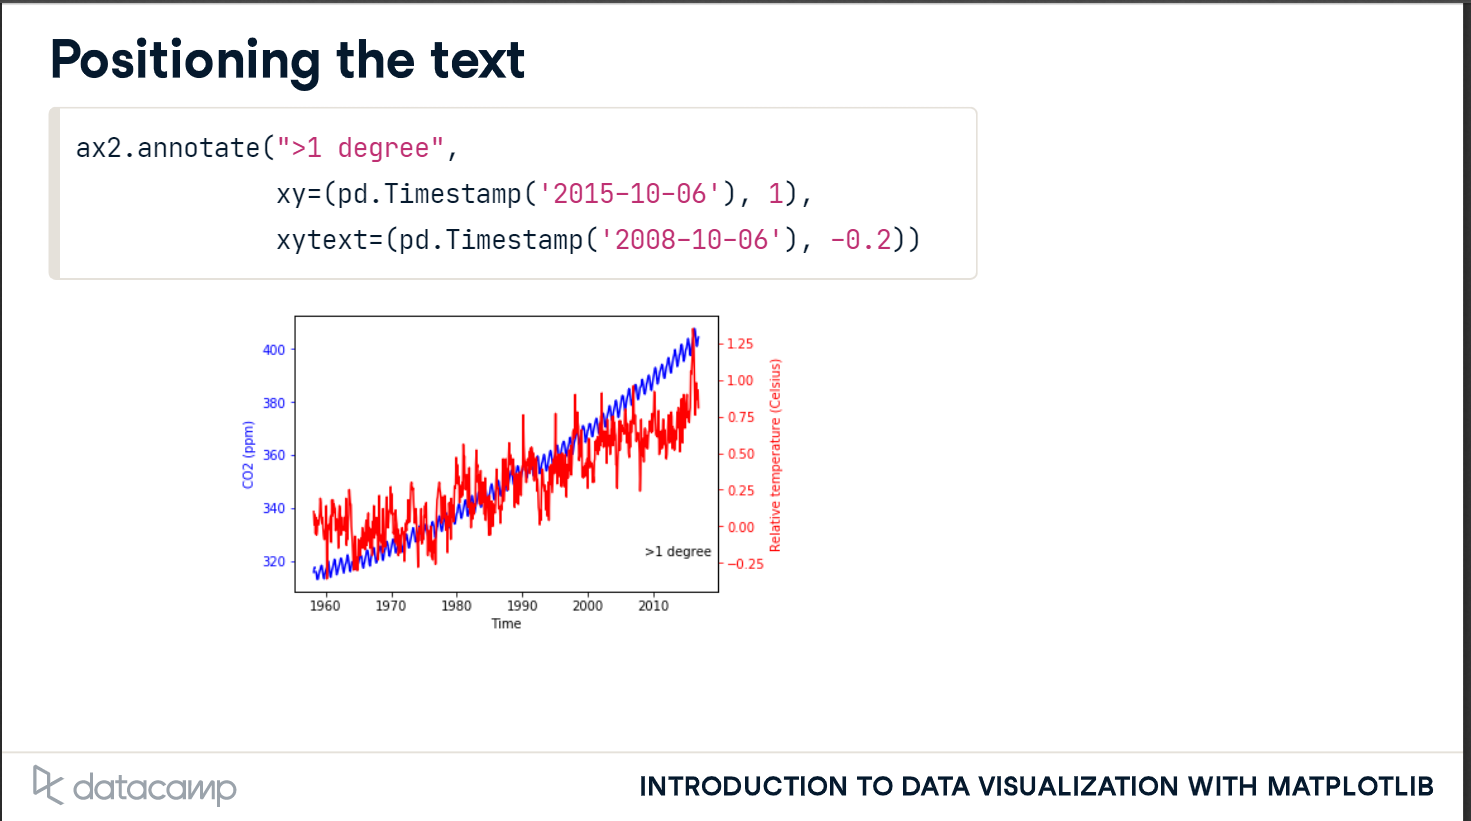 Positioning the text
ax2.annotate(">1 degree",
xy=(pd.Timestamp('2015-10-06'), 1),
xytext=(pd.Timestamp('2008-10-06'), -0.2))
400
380
360
340
320
CO2 (ppm)
1.25
1.00
0.75
0.50
0.25
0.00
−0.25
Relative temperature (Celsius)
>1 degree
1960 1970 1980 1990 2000 2010
Time
datacamp
INTRODUCTION TO DATA VISUALIZATION WITH MATPLOTLIB